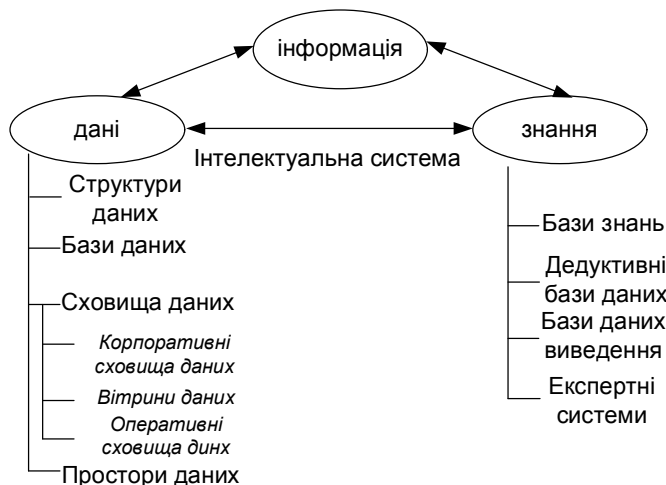 інформація
дані
знання
Інтелектуальна система
Структури
даних
Бази даних
Сховища даних
Корпоративні
сховища даних
Вітрини даних
Оперативні
сховища динх
Простори даних
Бази знань
Дедуктивні
бази даних
Бази даних
виведення
Експертні
системи